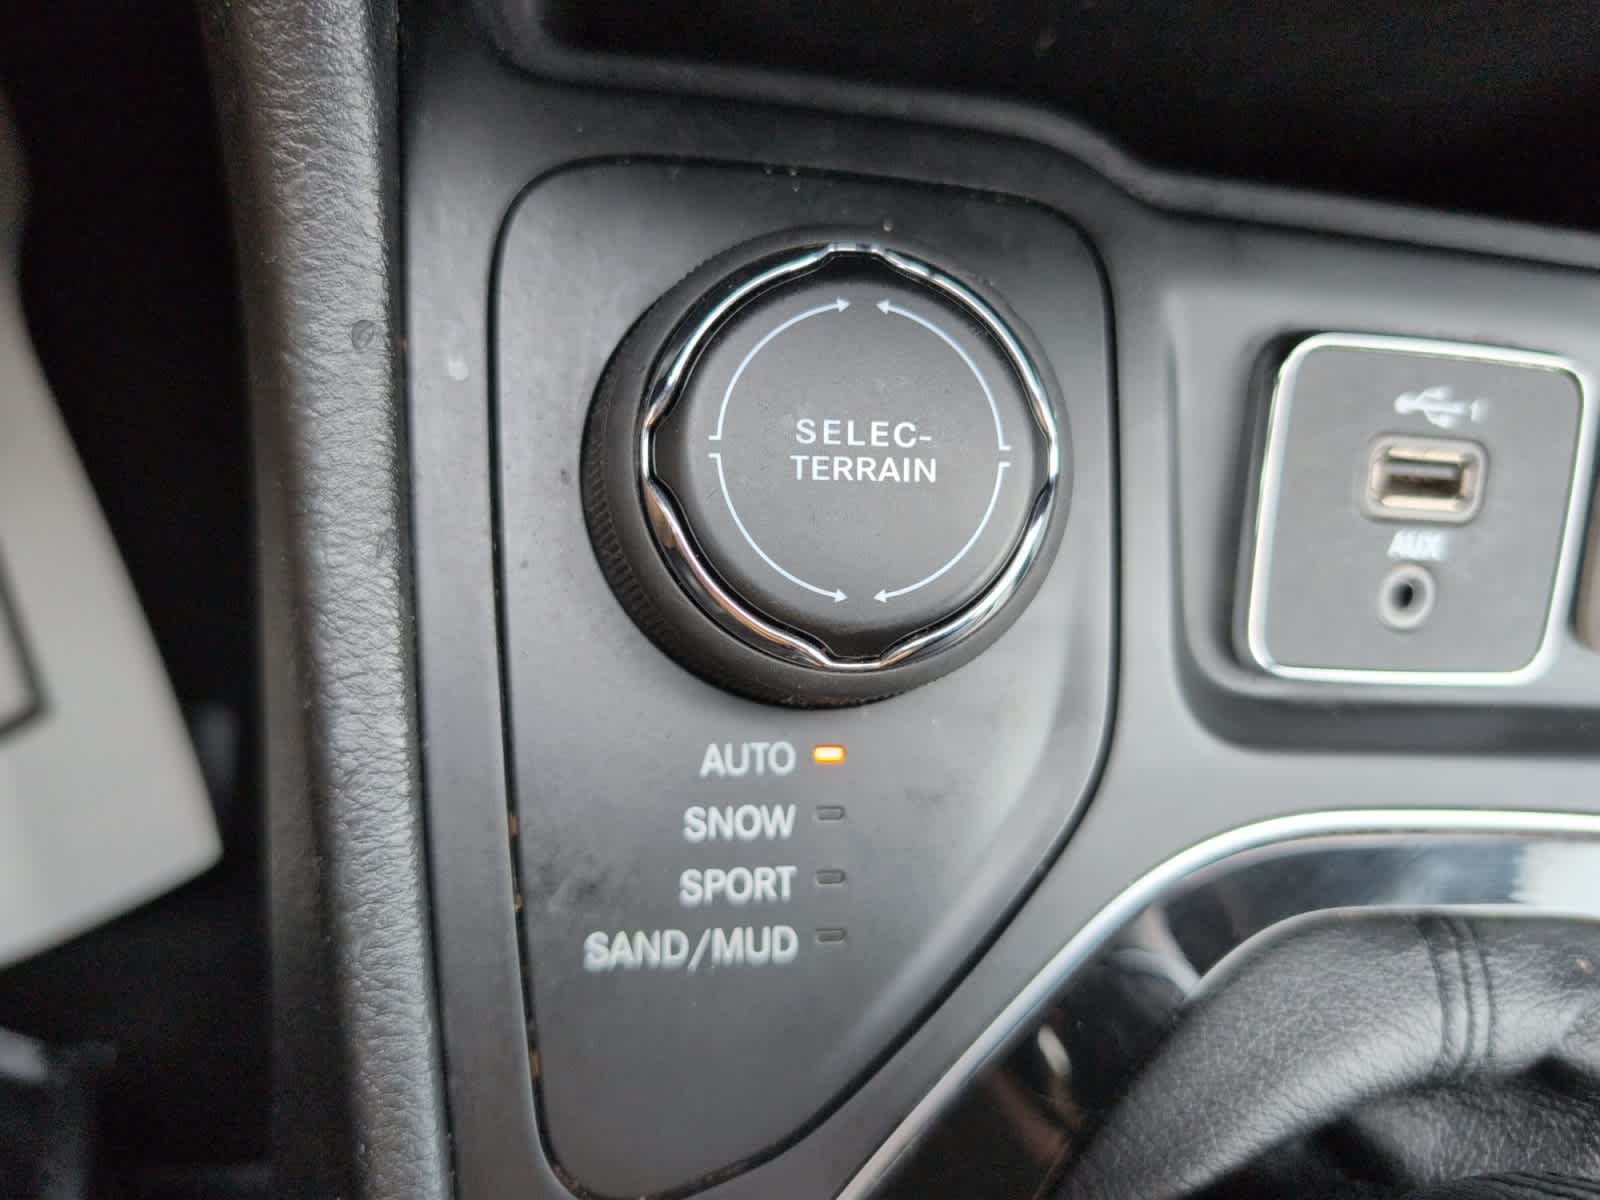 SELEC-
TERRAIN
AUX
AUTO
SNOW
SPORT
SAND/MUD